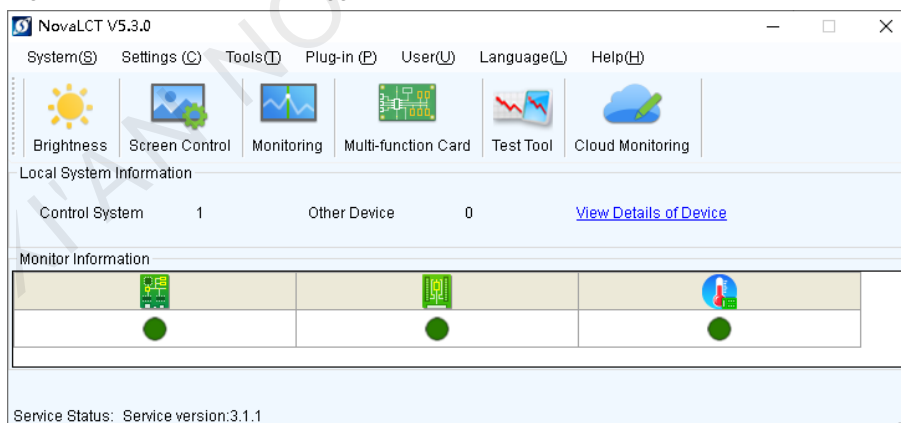 NovaLCT V5.3.0
System(S) Settings (C) Tools(T) Plug-in (P) User(U) Language(L) Help(H)
Brightness Screen Control Monitoring Multi-function Card Test Tool Cloud Monitoring
Local System Information
Control System 1 Other Device 0 View Details of Device
Monitor Information
Service Status: Service version:3.1.1